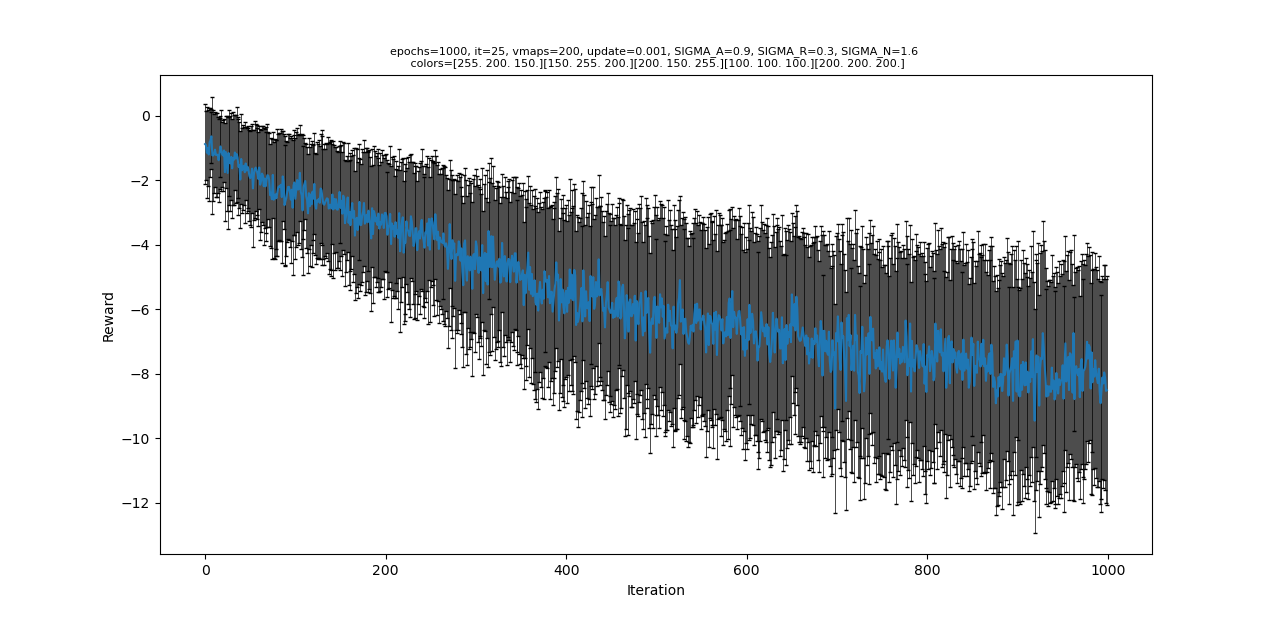 epochs=1000, it=25, vmaps=200, update=0.001, SIGMA_A=0.9, SIGMA_R=0.3, SIGMA_N=1.6
colors=[255. 200. 150.][150. 255. 200.][200. 150. 255.][100. 100. 100.][200. 200. 200.]
0
−2
−4
−6
−8
−10
−12
Reward
0 200 400 600 800 1000
Iteration